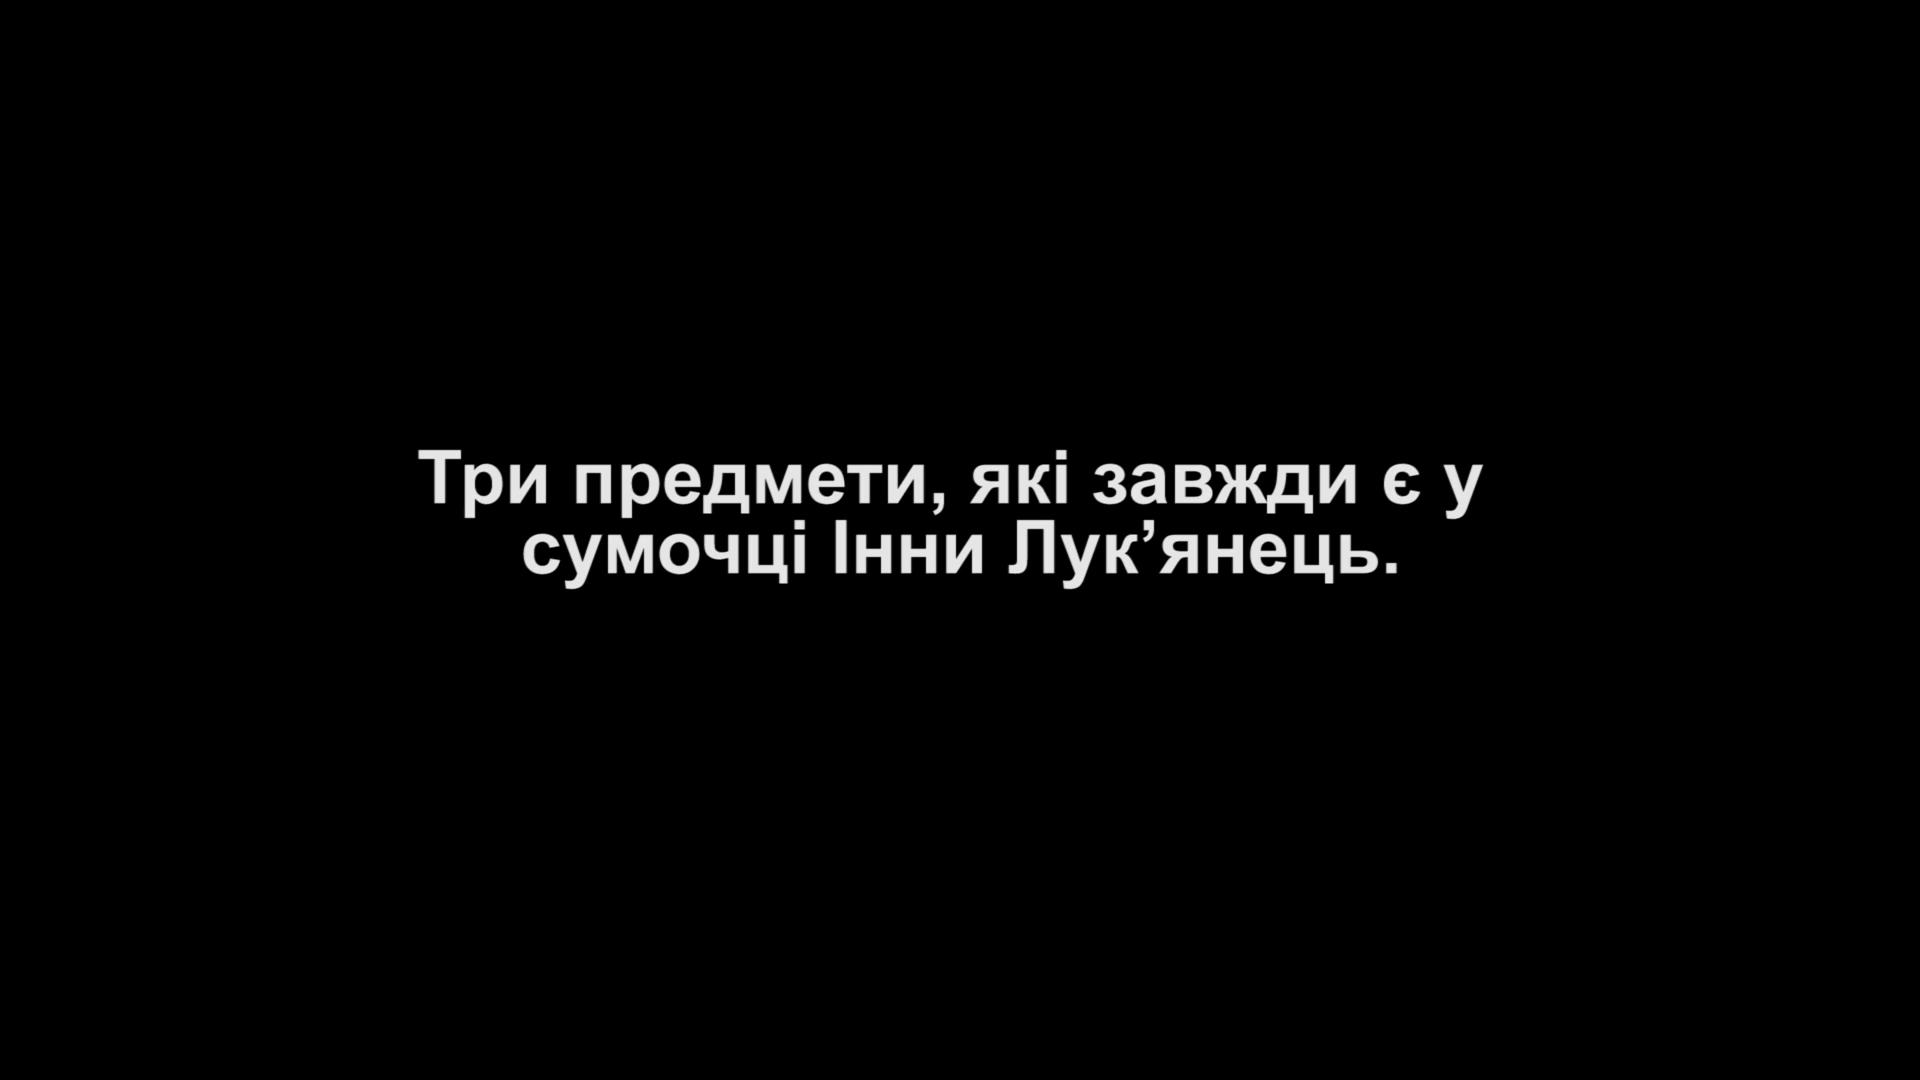 Три предмети, які завжди є у
сумочці Інни Лук’янець.